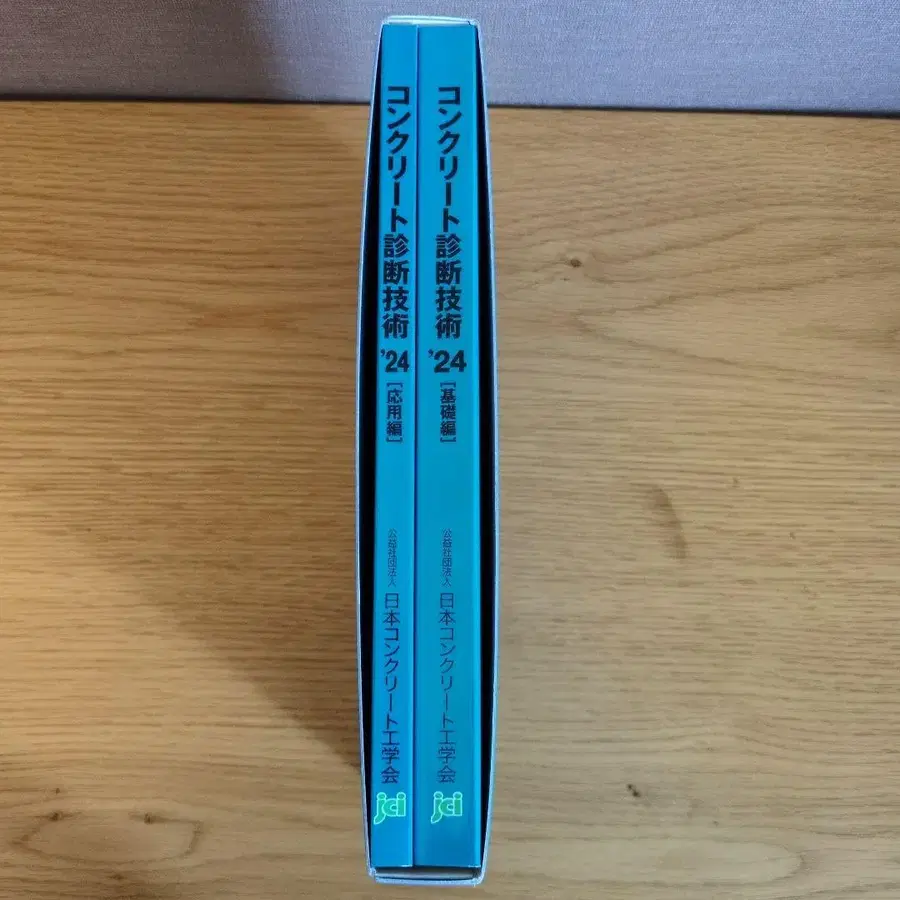 コンクリート診断技術 '24 [基礎編]
公益社団法人 日本コンクリート工学会
jci
コンクリート診断技術 '24 [応用編]
公益社団法人 日本コンクリート工学会
jci